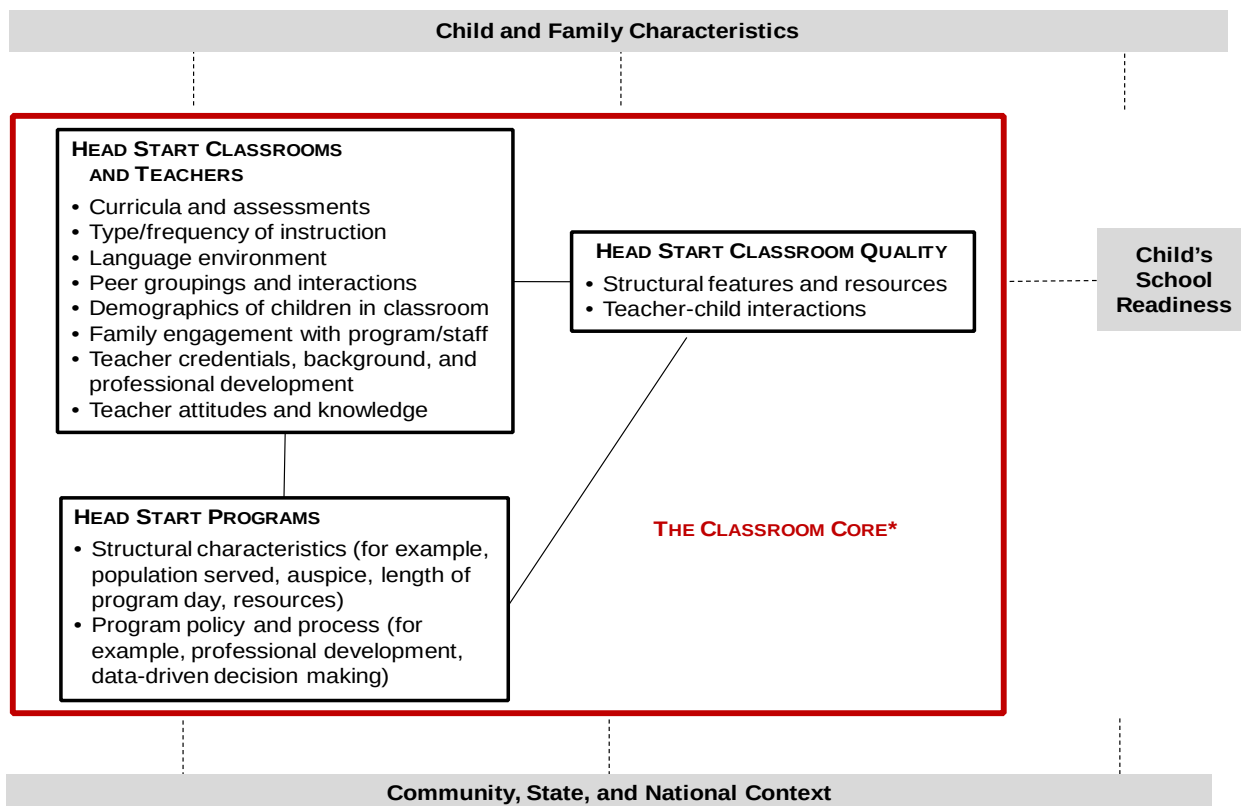 Child and Family Characteristics
HEAD START CLASSROOMS
AND TEACHERS
• Curricula and assessments
• Type/frequency of instruction
• Language environment
• Peer groupings and interactions
• Demographics of children in classroom
• Family engagement with program/staff
• Teacher credentials, background, and
professional development
• Teacher attitudes and knowledge
HEAD START CLASSROOM QUALITY
• Structural features and resources
• Teacher-child interactions
Child's
School
Readiness
HEAD START PROGRAMS
• Structural characteristics (for example,
population served, auspice, length of
program day, resources)
• Program policy and process (for
example, professional development,
data-driven decision making)
THE CLASSROOM CORE*
Community, State, and National Context